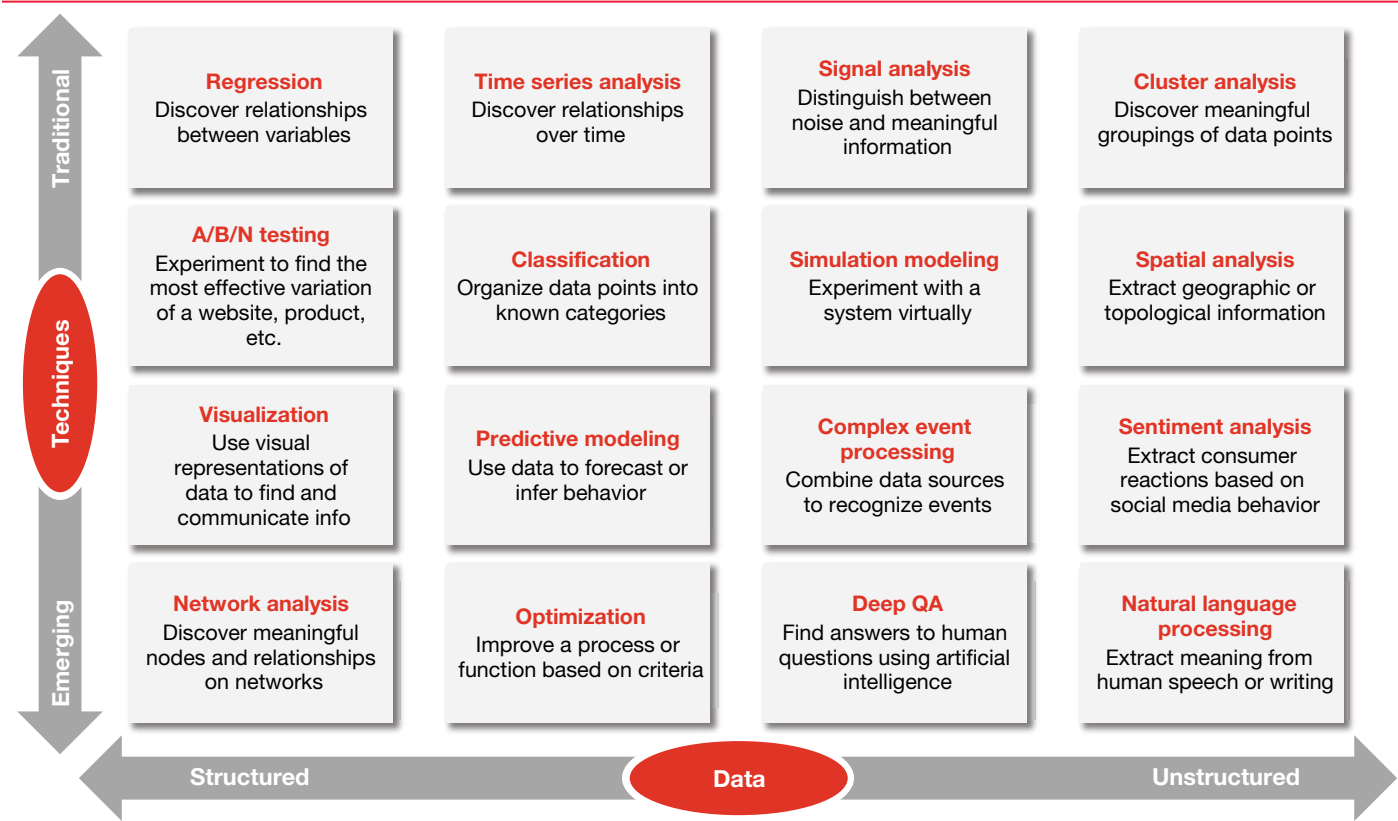 Traditional
Techniques
Emerging
Regression
Discover relationships
between variables
Time series analysis
Discover relationships
over time
Signal analysis
Distinguish between
noise and meaningful
information
Cluster analysis
Discover meaningful
groupings of data points
A/B/N testing
Experiment to find the
most effective variation
of a website, product,
etc.
Classification
Organize data points into
known categories
Simulation modeling
Experiment with a
system virtually
Spatial analysis
Extract geographic or
topological information
Visualization
Use visual
representations of
data to find and
communicate info
Predictive modeling
Use data to forecast or
infer behavior
Complex event
processing
Combine data sources
to recognize events
Sentiment analysis
Extract consumer
reactions based on
social media behavior
Network analysis
Discover meaningful
nodes and relationships
on networks
Optimization
Improve a process or
function based on criteria
Deep QA
Find answers to human
questions using artificial
intelligence
Natural language
processing
Extract meaning from
human speech or writing
Structured
Data
Unstructured